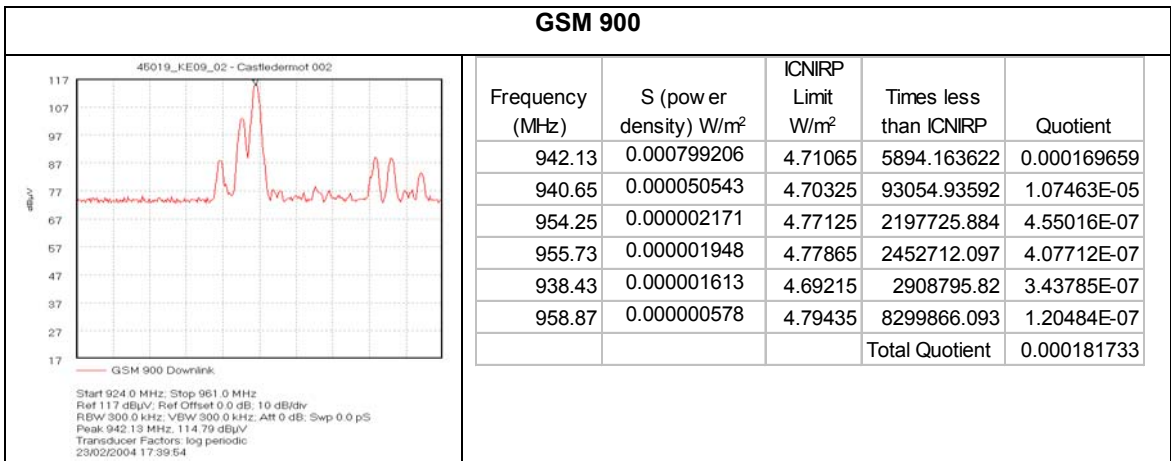 GSM 900
45019_KE09_02 - Castledermot 002
117
107
97
87
77
67
57
47
37
27
17
dBµV
GSM 900 Downlink
Start 924.0 MHz; Stop 961.0 MHz
Ref 117 dBµV; Ref Offset 0.0 dB; 10 dB/div
RBW 300.0 kHz; VBW 300.0 kHz; Att 0 dB; Swp 0.0 pS
Peak 942.13 MHz, 114.79 dBµV
Transducer Factors: log periodic
23/02/2004 17:39:54
Frequency (MHz) S (power density) W/m² ICNIRP Limit W/m² Times less than ICNIRP Quotient
942.13 0.000799206 4.71065 5894.163622 0.000169659
940.65 0.000050543 4.70325 93054.93592 1.07463E-05
954.25 0.000002171 4.77125 2197725.884 4.55016E-07
955.73 0.000001948 4.77865 2452712.097 4.07712E-07
938.43 0.000001613 4.69215 2908795.82 3.43785E-07
958.87 0.000000578 4.79435 8299866.093 1.20484E-07
Total Quotient 0.000181733